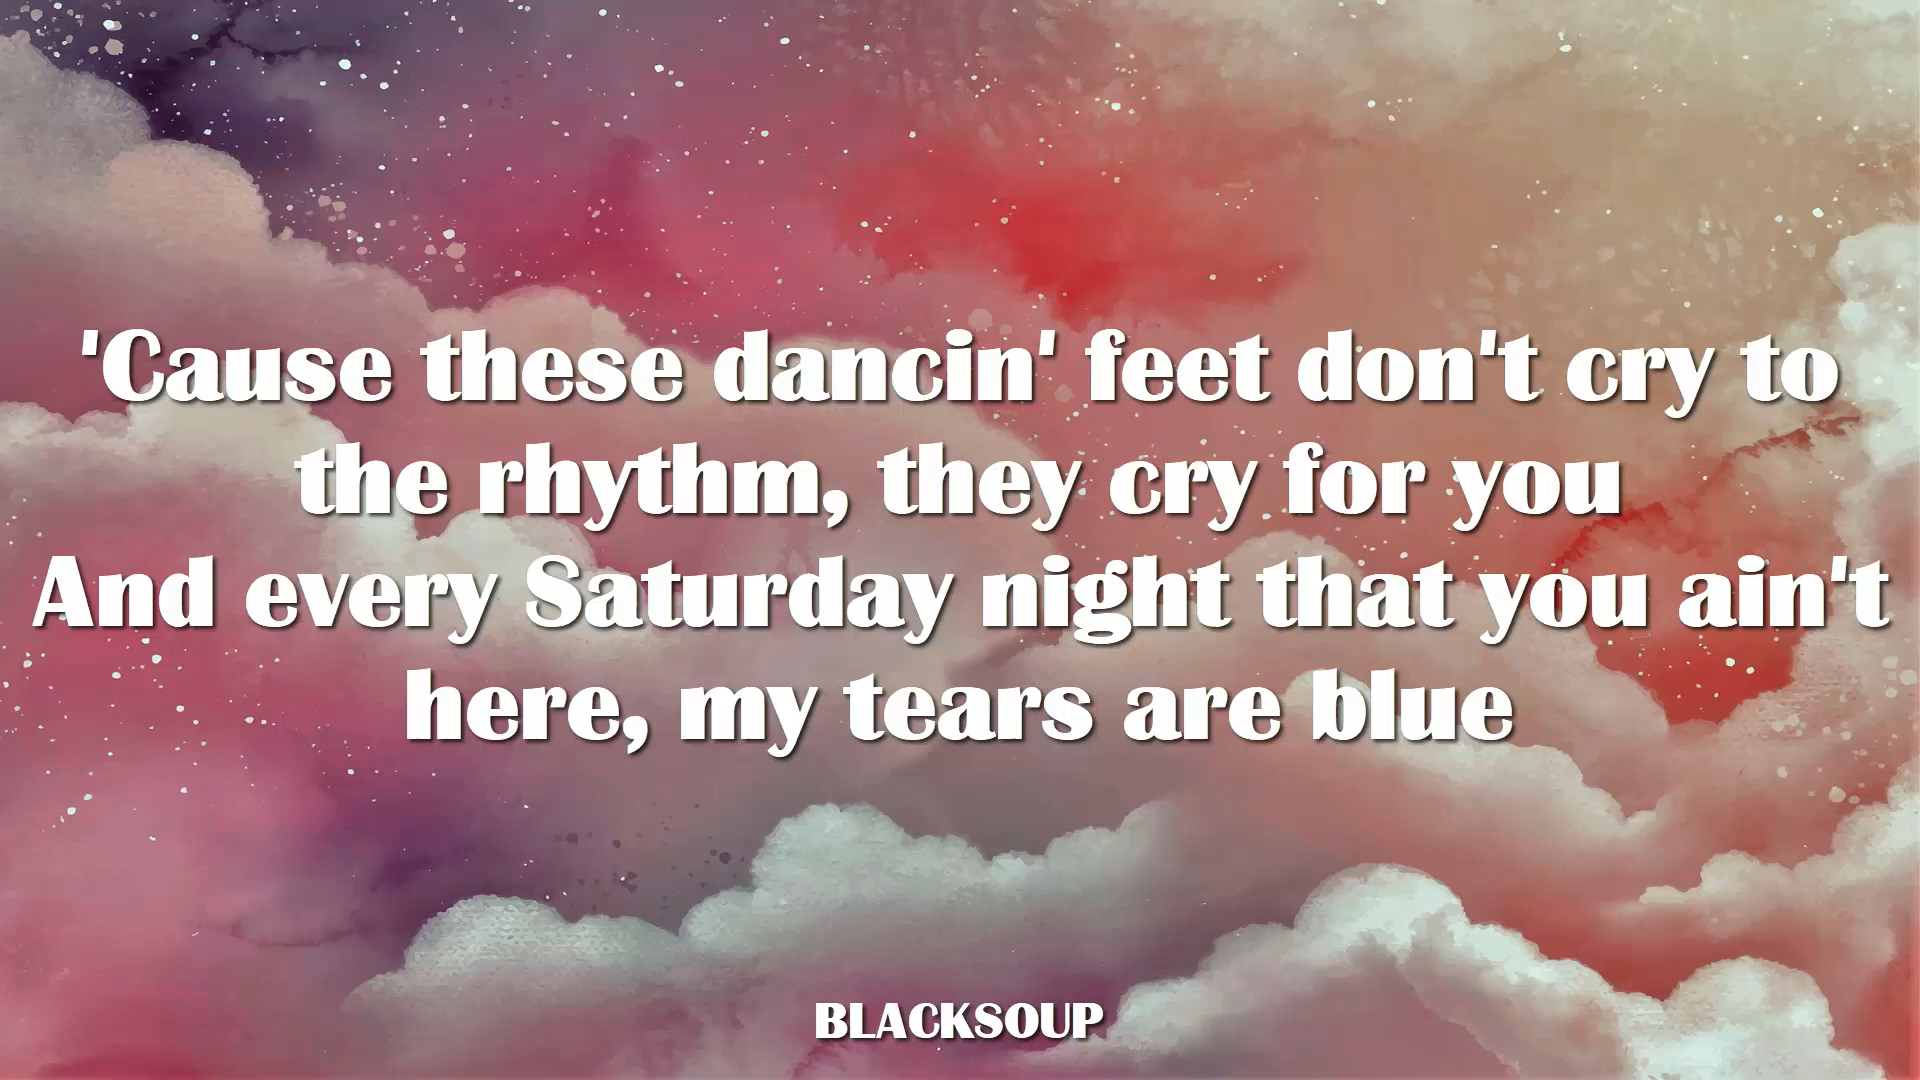 'Cause these dancin' feet don't cry to
the rhythm, they cry for you
And every Saturday night that you ain't
here, my tears are blue
BLACKSOUP